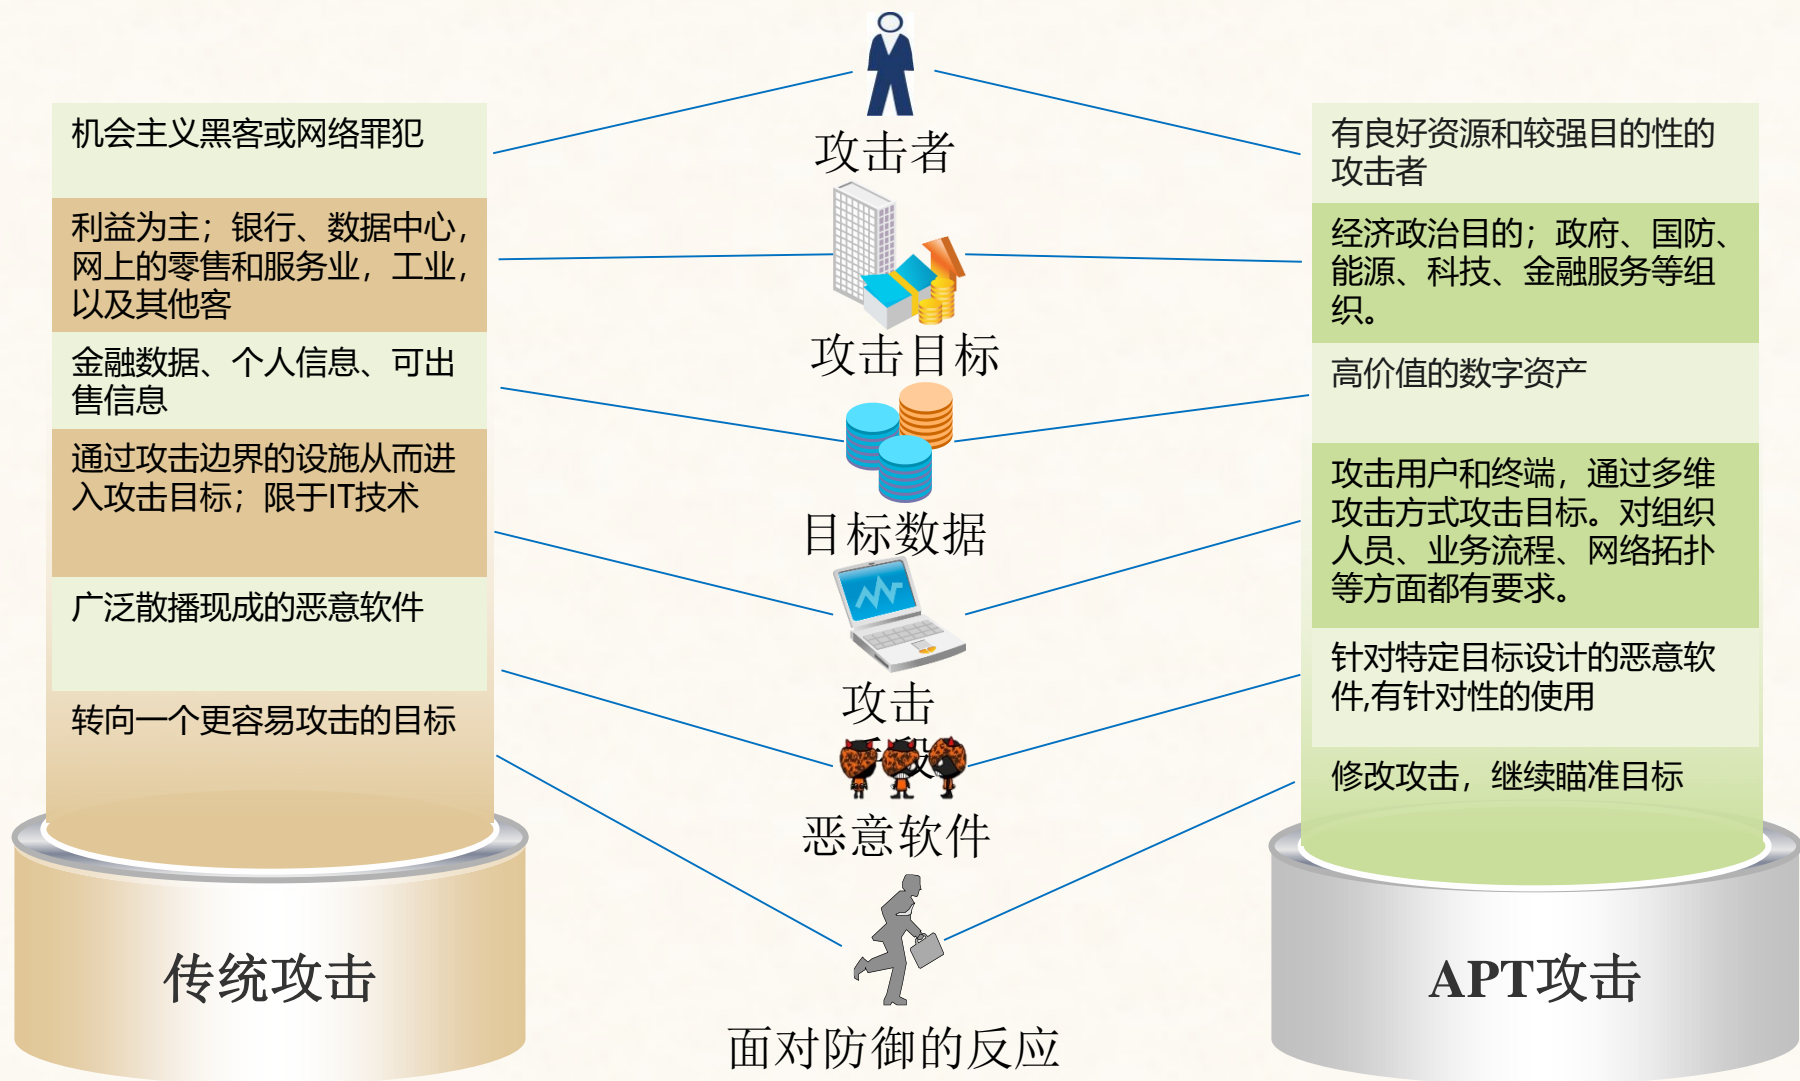 机会主义黑客或网络罪犯
利益为主；银行、数据中心，
网上的零售和服务业，工业，
以及其他客
金融数据、个人信息、可出
售信息
通过攻击边界的设施从而进
入攻击目标；限于IT技术
广泛散播现成的恶意软件
转向一个更容易攻击的目标
传统攻击
攻击者
攻击目标
目标数据
攻击
手段
恶意软件
面对防御的反应
有良好资源和较强目的性的
攻击者
经济政治目的；政府、国防、
能源、科技、金融服务等组
织。
高价值的数字资产
攻击用户和终端，通过多维
攻击方式攻击目标。对组织
人员、业务流程、网络拓扑
等方面都有要求。
针对特定目标设计的恶意软
件,有针对性的使用
修改攻击，继续瞄准目标
APT攻击